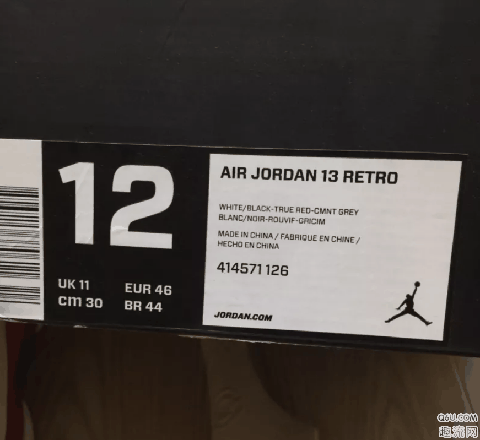 12
UK 11
EUR 46
cm 30
BR 44
AIR JORDAN 13 RETRO
WHITE/BLACK-TRUE RED-CMNT GREY
BLANC/NOIR-ROUVIF-GRICIM
MADE IN CHINA / FABRIQUE EN CHINE /
HECHO EN CHINA
414571 126
JORDAN.COM
Q6U.com
趣流网